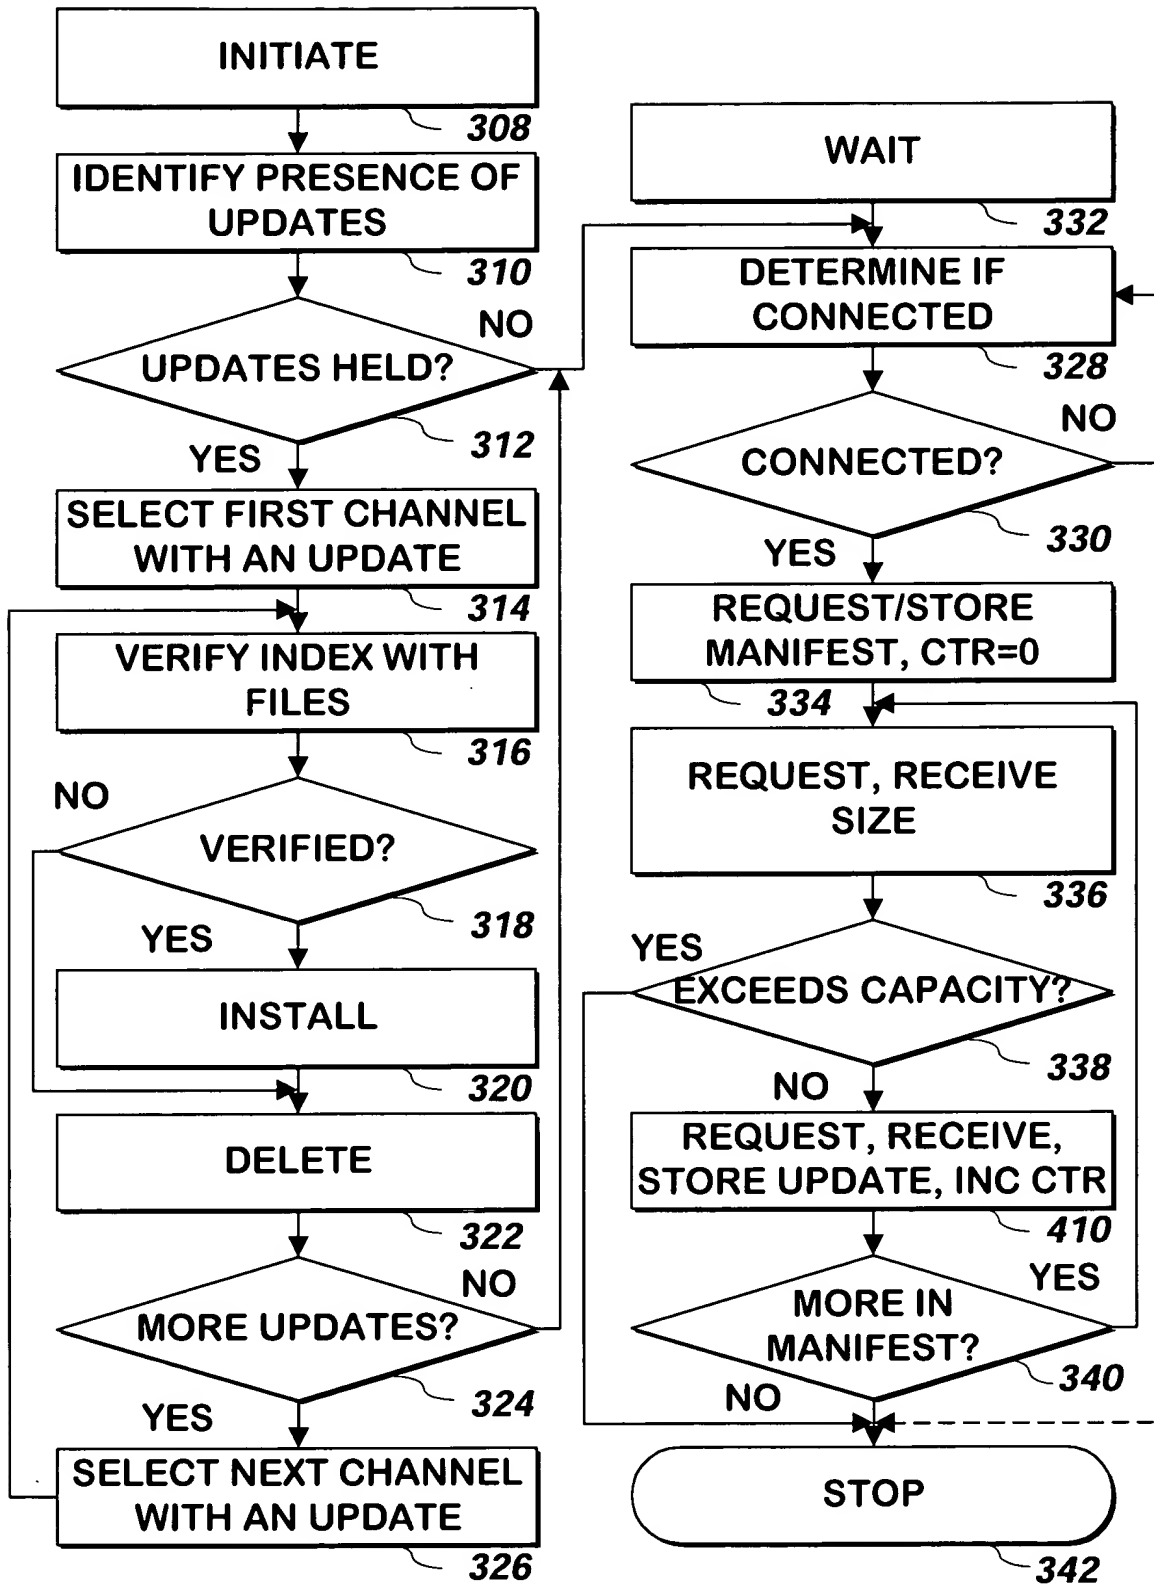 INITIATE
308
IDENTIFY PRESENCE OF
UPDATES
310
NO
UPDATES HELD?
312
YES
SELECT FIRST CHANNEL
WITH AN UPDATE
314
VERIFY INDEX WITH
FILES
316
NO
VERIFIED?
318
YES
INSTALL
320
DELETE
322
NO
MORE UPDATES?
324
YES
SELECT NEXT CHANNEL
WITH AN UPDATE
326
WAIT
332
DETERMINE IF
CONNECTED
328
NO
CONNECTED?
330
YES
REQUEST/STORE
MANIFEST, CTR=0
334
REQUEST, RECEIVE
SIZE
336
YES
EXCEEDS CAPACITY?
338
NO
REQUEST, RECEIVE,
STORE UPDATE, INC CTR
410
YES
MORE IN
MANIFEST?
340
NO
STOP
342